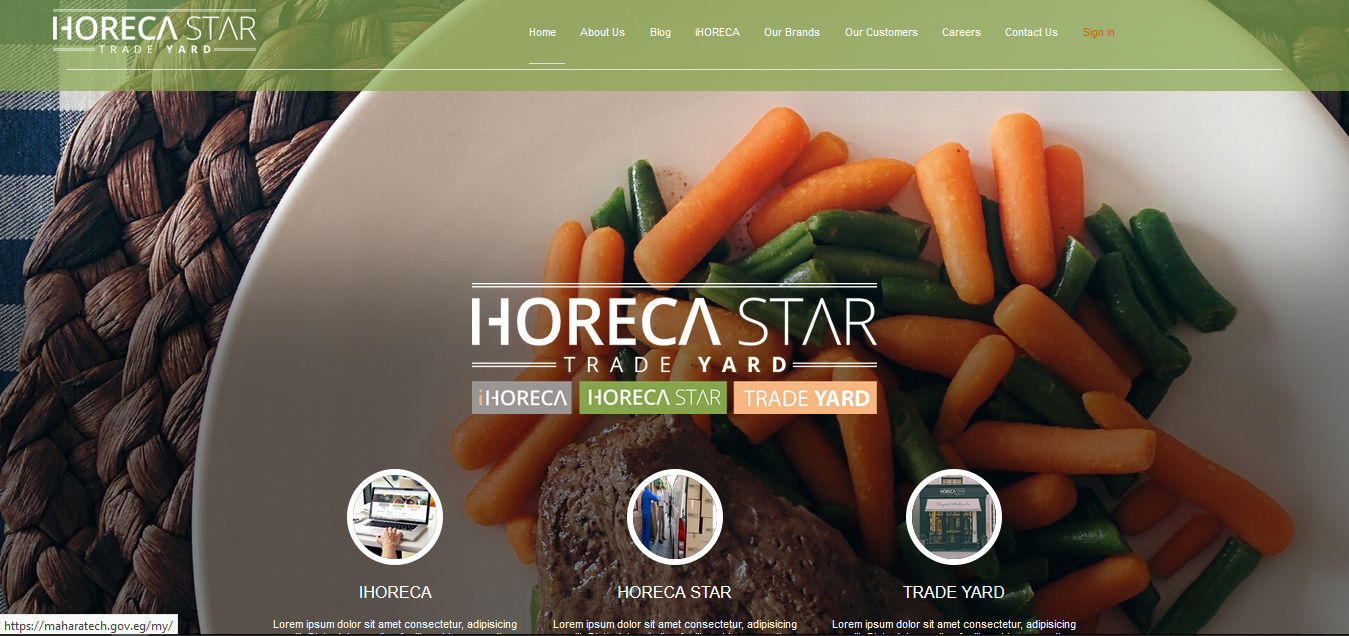 HORECA STAR
TRADE YARD
Home About Us Blog iHORECA Our Brands Our Customers Careers Contact Us Sign in
HORECA STAR
TRADE YARD
iHORECA HORECA STAR TRADE YARD
HORECA STAR
IHORECA HORECA STAR TRADE YARD
Lorem ipsum dolor sit amet consectetur, adipisicing Lorem ipsum dolor sit amet consectetur, adipisicing Lorem ipsum dolor sit amet consectetur, adipisicing
https://maharatech.gov.eg/my/